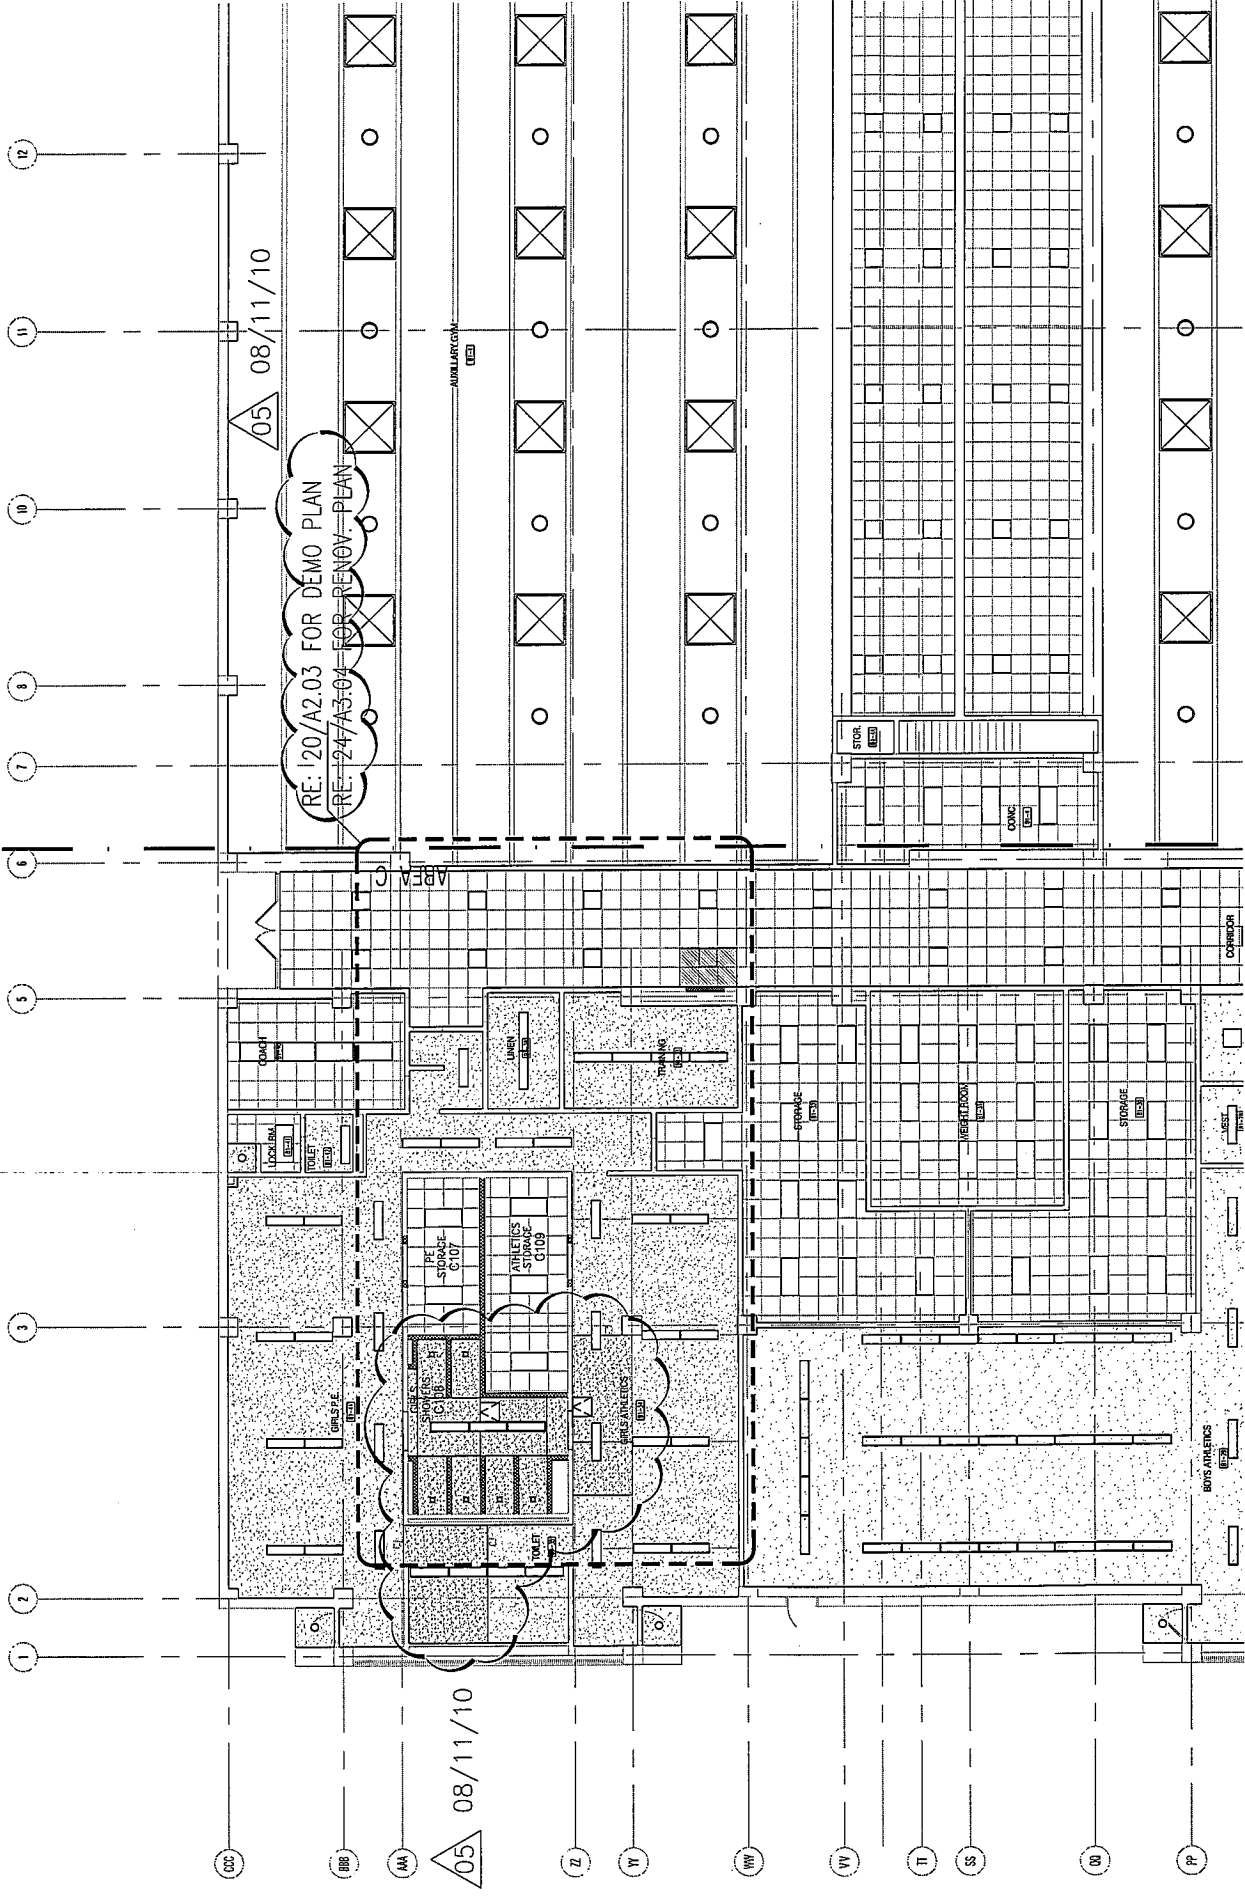 12
11
10
8
7
6
5
3
2
1
05
08/11/10
RE: 20/A2.03 FOR DEMO PLAN
RE: 24/A3.04 FOR RENOV. PLAN
AUXILLARY GYM
STOR.
CONC.
AREA C
CORRIDOR
COACH
LINEN
TRAINING
STORAGE
WEIGHT ROOM
STORAGE
VEST.
LOCK RM
TOILET
PE
STORAGE
C107
ATHLETICS
STORAGE
C109
GIRLS P.E.
GIRLS
SHOWERS
C108
GIRLS ATHLETICS
BOYS ATHLETICS
TOILET
05
08/11/10
CCC
BBB
AAA
ZZ
YY
WW
VV
TT
SS
PP